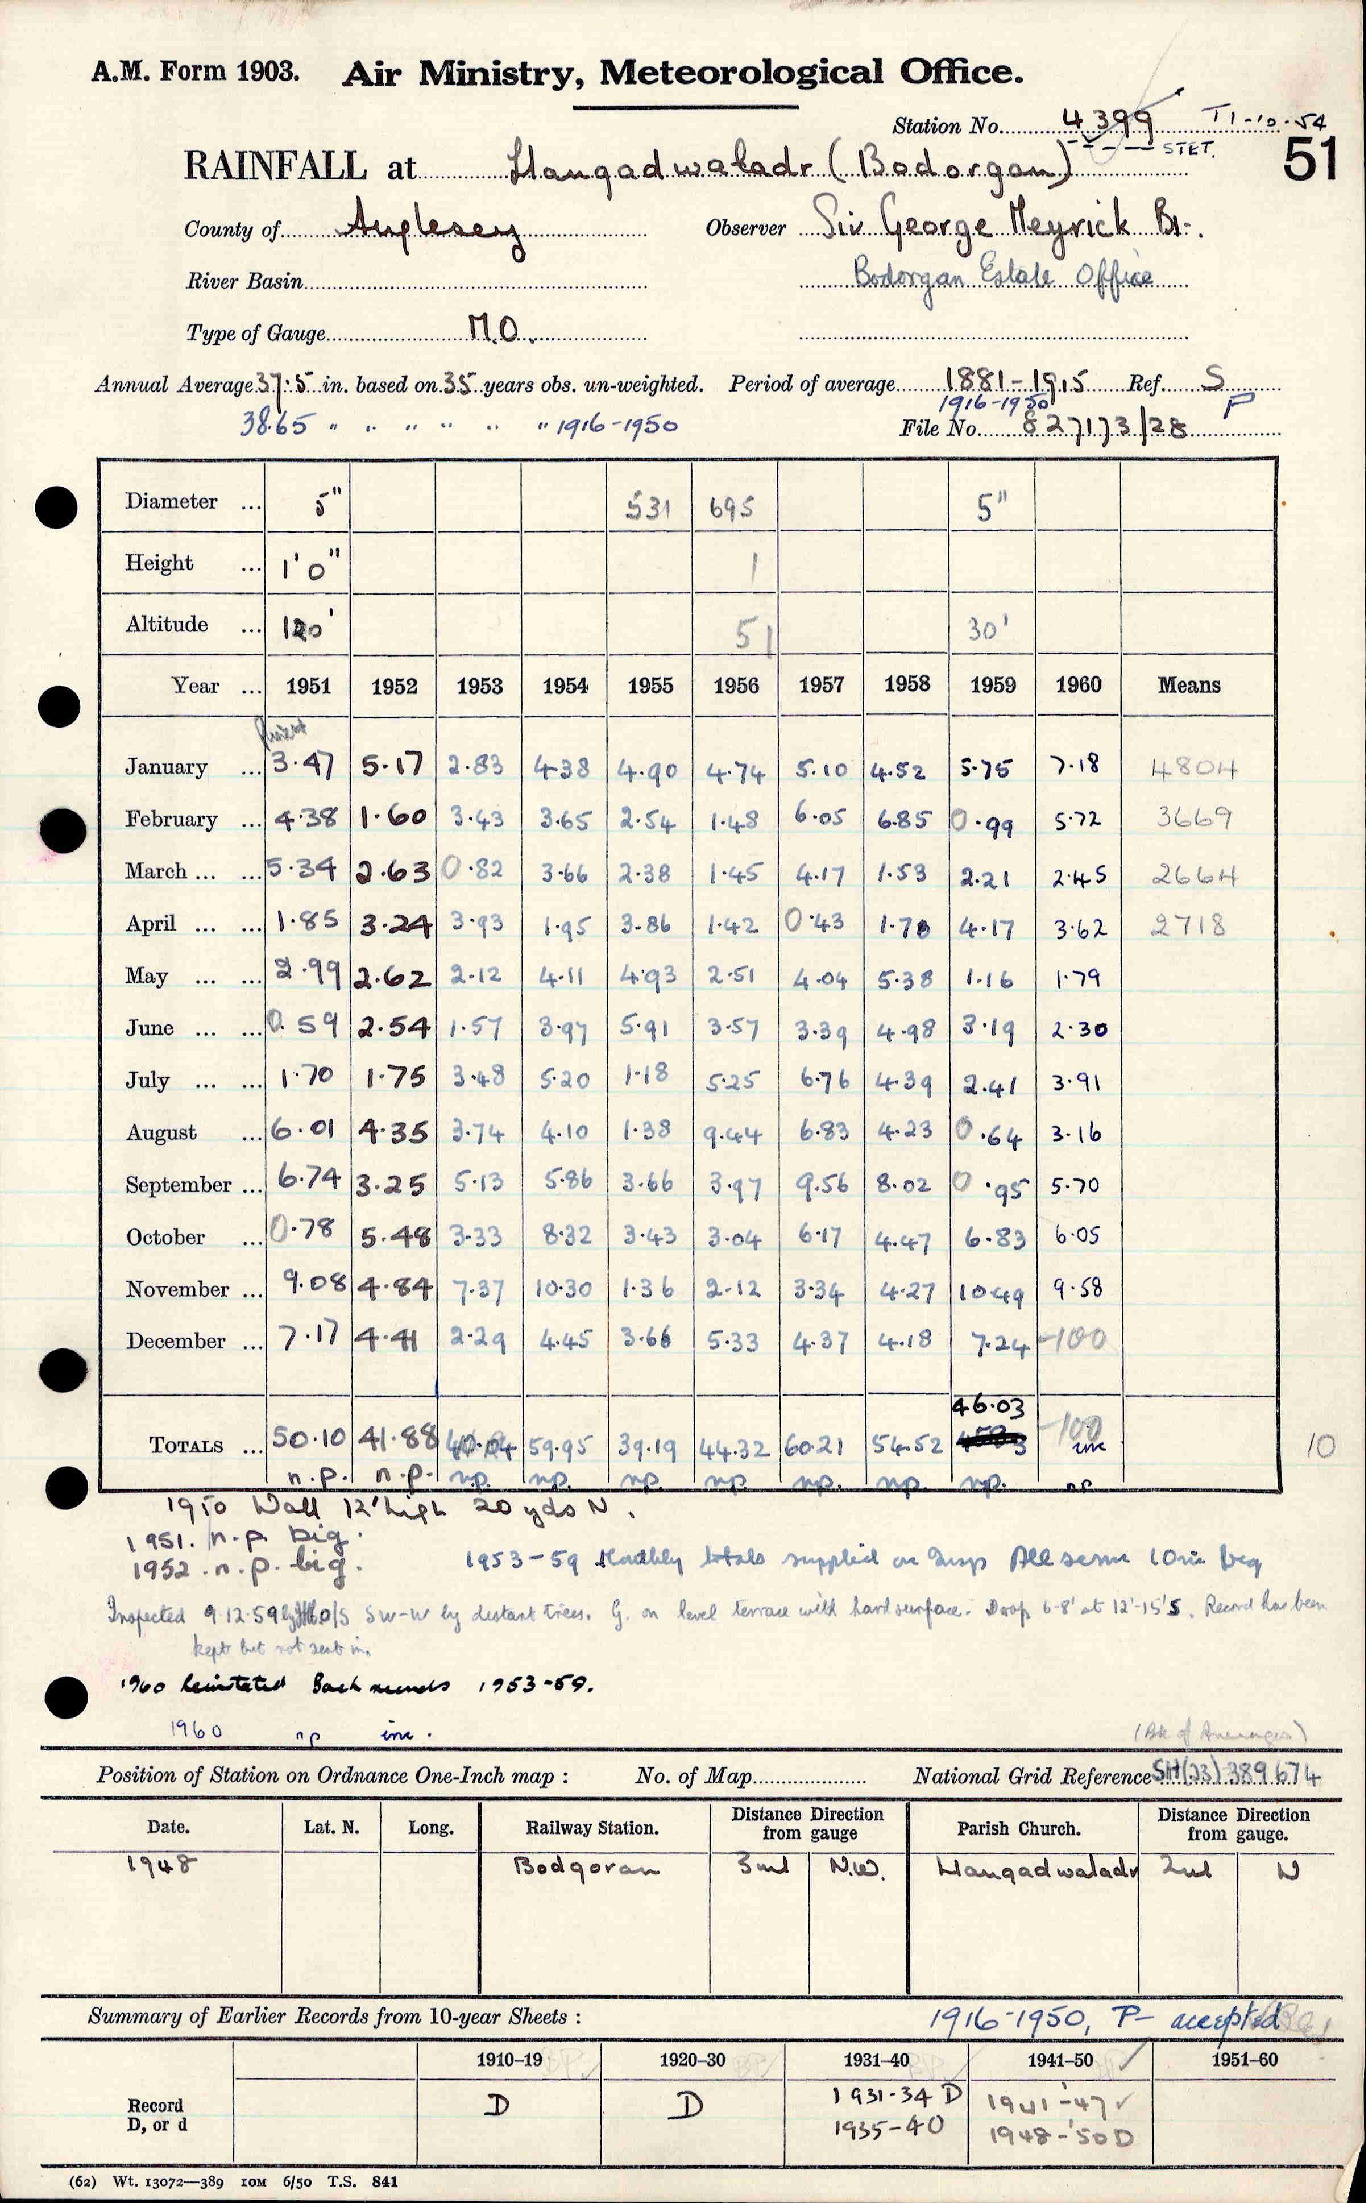 A.M. Form 1903. Air Ministry, Meteorological Office.
Station No. 4399 T1-10-54
STET.
51
RAINFALL at Llangadwaladr (Bodorgan)
County of Anglesey Observer Sir George Meyrick Bt.
River Basin Bodorgan Estate Office
Type of Gauge M.O.
Annual Average 37.5 in. based on 35 years obs. un-weighted. Period of average 1881-1915 Ref. S
1916-1950 P
38.65 " " " " " " 1916-1950 File No. 827173/28
Diameter ... 5" 531 695 5"
Height ... 1'0" 1
Altitude ... 120' 51 30'
Year ... 1951 1952 1953 1954 1955 1956 1957 1958 1959 1960 Means
January ... 3.47 5.17 2.83 4.38 4.90 4.74 5.10 4.52 5.75 7.18 4804
February ... 4.38 1.60 3.43 3.65 2.54 1.48 6.05 6.85 0.99 5.72 3669
March ... ... 5.34 2.63 0.82 3.66 2.38 1.45 4.17 1.53 2.21 2.45 2664
April ... ... 1.85 3.24 3.93 1.95 3.86 1.42 0.43 1.70 4.17 3.62 2718
May ... ... 2.99 2.62 2.12 4.11 4.93 2.51 4.04 5.38 1.16 1.79
June ... ... 0.59 2.54 1.57 3.97 5.91 3.57 3.39 4.98 3.19 2.30
July ... ... 1.70 1.75 3.48 5.20 1.18 5.25 6.76 4.39 2.41 3.91
August ... 6.01 4.35 3.74 4.10 1.38 9.44 6.83 4.23 0.64 3.16
September ... 6.74 3.25 5.13 5.86 3.66 3.97 9.56 8.02 0.95 5.70
October ... 0.78 5.48 3.33 8.32 3.43 3.04 6.17 4.47 6.83 6.05
November ... 9.08 4.84 7.37 10.30 1.36 2.12 3.34 4.27 10.49 9.58
December ... 7.17 4.41 2.29 4.45 3.66 5.33 4.37 4.18 7.24 -100
46.03
Totals ... 50.10 41.88 40.04 59.95 39.19 44.32 60.21 54.52 -100 inc 10
n.p. n.p. np. np. np. np. np. np. np. np
1950 Wall 12' high 20 yds N.
1951. n.p. big.
1952. n.p. big. 1953-59 Monthly totals supplied on Insp All same 10in beg
Inspected 9.12.59 by O/S SW-W by distant trees. G. on level terrace with hard surface. Drop 6-8' at 12'-15' S. Record has been
kept but not sent in.
1960 Reinstated Back records 1953-59.
1960 np inc.
(Bk of Averages)
Position of Station on Ordnance One-Inch map : No. of Map National Grid Reference SH(23)389674
Date. Lat. N. Long. Railway Station. Distance Direction from gauge Parish Church. Distance Direction from gauge.
1948 Bodgoran 3ml N.W. Llangadwaladr 2ml N
Summary of Earlier Records from 10-year Sheets : 1916-1950, P- accepted
1910-19 1920-30 1931-40 1941-50 1951-60
Record D, or d D D 1931-34 D 1941-'47 ✓
1935-40 1948-'50 D
(62) Wt. 13072—389 IOM 6/50 T.S. 841